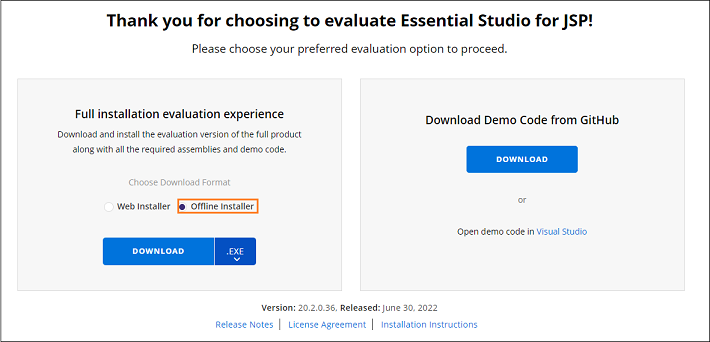 Thank you for choosing to evaluate Essential Studio for JSP!
Please choose your preferred evaluation option to proceed.
Full installation evaluation experience
Download and install the evaluation version of the full product
along with all the required assemblies and demo code.
Choose Download Format
Web Installer Offline Installer
DOWNLOAD .EXE
Download Demo Code from GitHub
DOWNLOAD
or
Open demo code in Visual Studio
Version: 20.2.0.36, Released: June 30, 2022
Release Notes | License Agreement | Installation Instructions